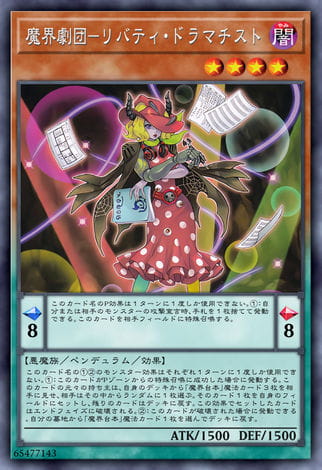 魔界劇団-リバティ・ドラマチスト
闇
やみ
8
このカード名のP効果は1ターンに1度しか使用できない。①:自
分または相手のモンスターの攻撃宣言時、手札を1枚捨てて発動
できる。このカードを相手フィールドに特殊召喚する。
8
【悪魔族/ペンデュラム/効果】
このカード名の①②のモンスター効果はそれぞれ1ターンに1度しか使用で
きない。①:このカードがPゾーンからの特殊召喚に成功した場合に発動する。こ
のカードの元々の持ち主は、自身のデッキから「魔界台本」魔法カード3枚を相
手に見せ、相手はその中からランダムに1枚選ぶ。そのカード1枚を自身のフィ
ールドにセットし、残りのカードはデッキに戻す。この効果でセットしたカード
はエンドフェイズに破壊される。②:このカードが破壊された場合に発動でき
る。自分の墓地から「魔界台本」魔法カード1枚を選んでデッキに戻す。
ATK/1500 DEF/1500
65477143